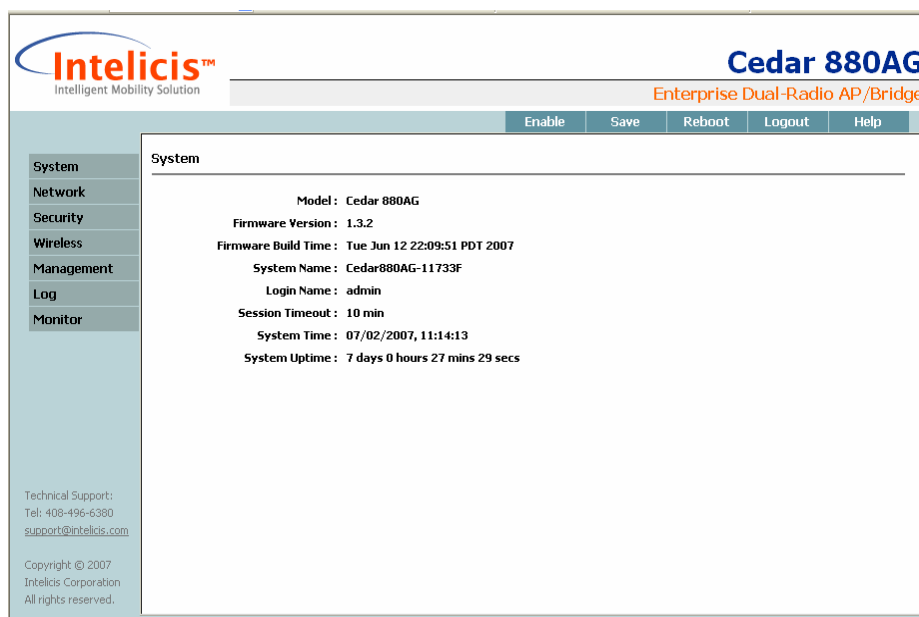 Intelicis™
Intelligent Mobility Solution
Cedar 880AG
Enterprise Dual-Radio AP/Bridge
Enable Save Reboot Logout Help
System
Network
Security
Wireless
Management
Log
Monitor
System
Model : Cedar 880AG
Firmware Version : 1.3.2
Firmware Build Time : Tue Jun 12 22:09:51 PDT 2007
System Name : Cedar880AG-11733F
Login Name : admin
Session Timeout : 10 min
System Time : 07/02/2007, 11:14:13
System Uptime : 7 days 0 hours 27 mins 29 secs
Technical Support:
Tel: 408-496-6380
support@intelicis.com
Copyright © 2007
Intelicis Corporation
All rights reserved.